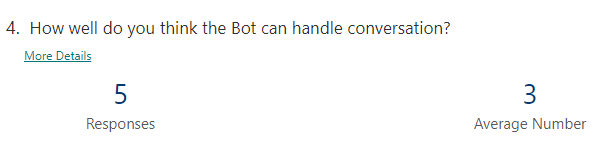 4. How well do you think the Bot can handle conversation?
More Details
5 3
Responses Average Number